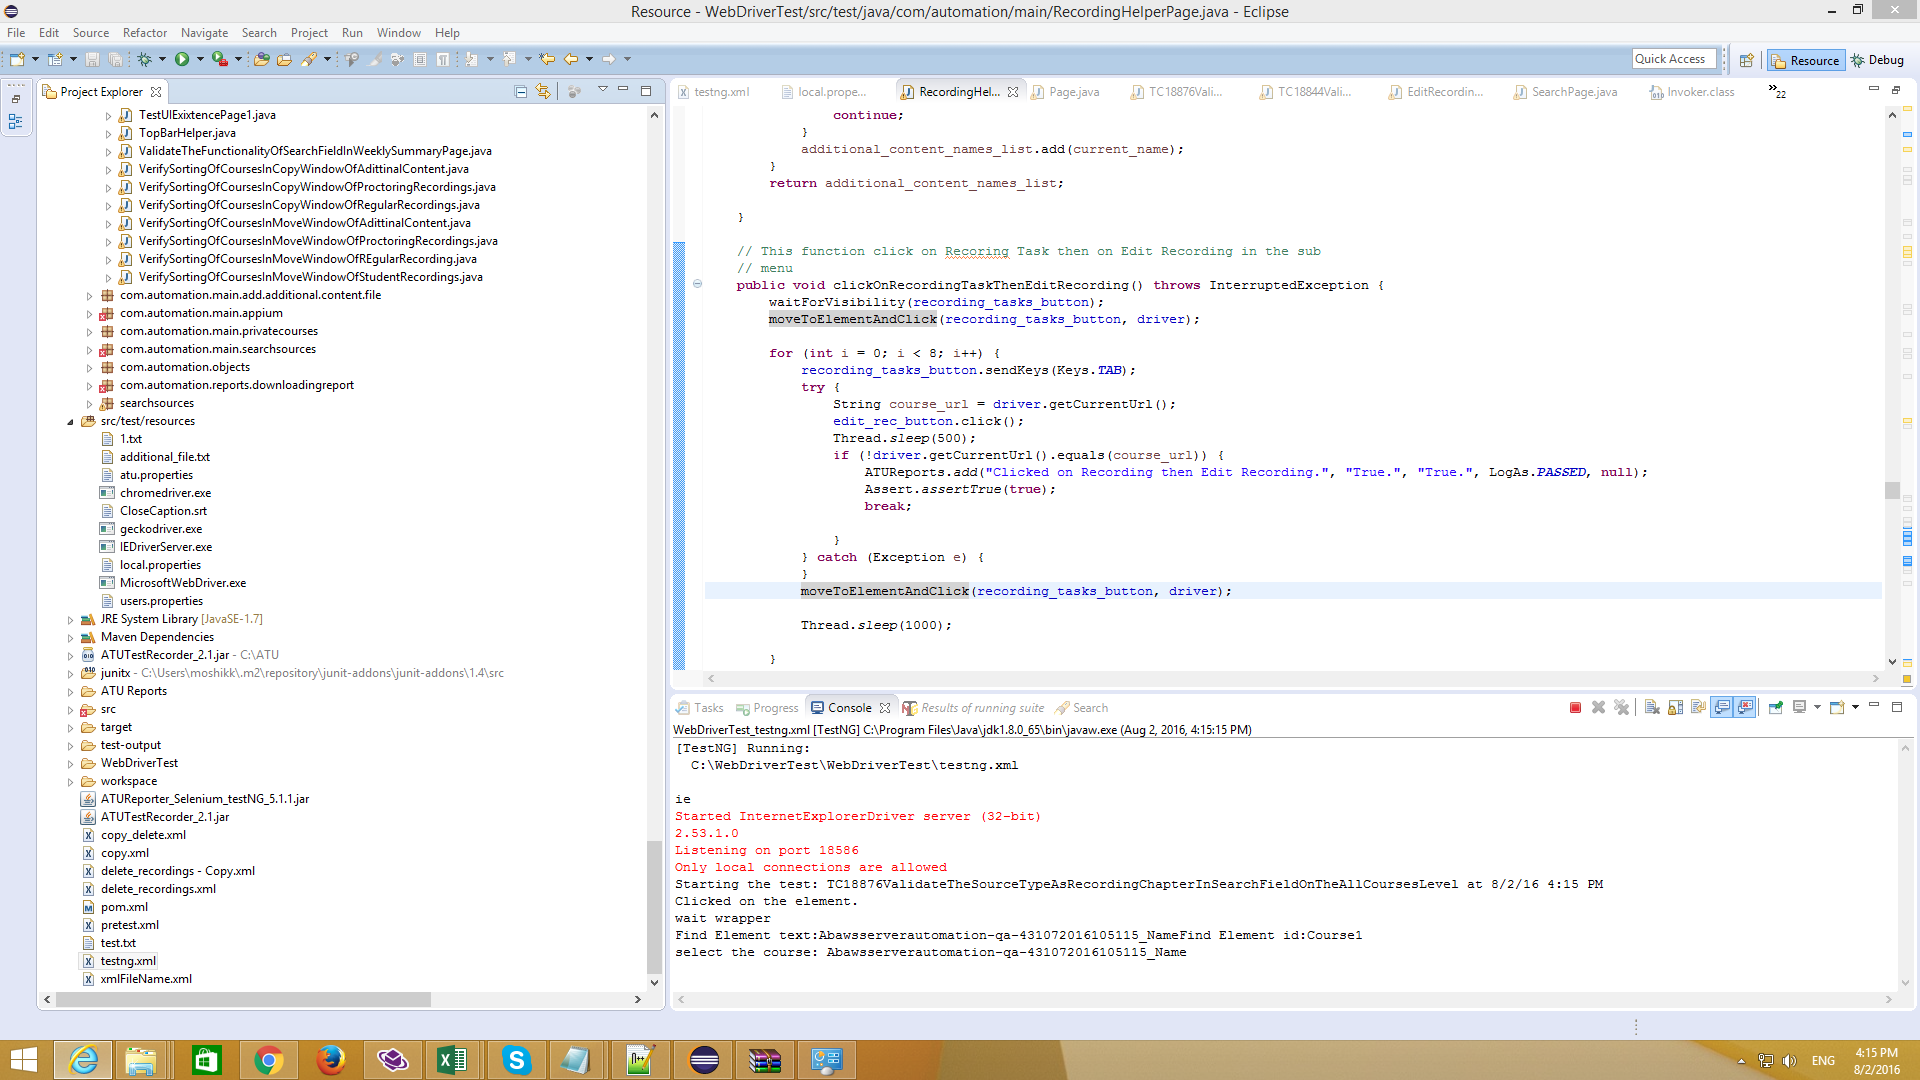 Resource - WebDriverTest/src/test/java/com/automation/main/RecordingHelperPage.java - Eclipse
File Edit Source Refactor Navigate Search Project Run Window Help
Quick Access
Resource
Debug
Project Explorer
TestUIExixtencePage1.java
TopBarHelper.java
ValidateTheFunctionalityOfSearchFieldInWeeklySummaryPage.java
VerifySortingOfCoursesInCopyWindowOfAdittinalContent.java
VerifySortingOfCoursesInCopyWindowOfProctoringRecordings.java
VerifySortingOfCoursesInCopyWindowOfRegularRecordings.java
VerifySortingOfCoursesInMoveWindowOfAdittinalContent.java
VerifySortingOfCoursesInMoveWindowOfProctoringRecordings.java
VerifySortingOfCoursesInMoveWindowOfREgularRecording.java
VerifySortingOfCoursesInMoveWindowOfStudentRecordings.java
com.automation.main.add.additional.content.file
com.automation.main.appium
com.automation.main.privatecourses
com.automation.main.searchsources
com.automation.objects
com.automation.reports.downloadingreport
searchsources
src/test/resources
1.txt
additional_file.txt
atu.properties
chromedriver.exe
CloseCaption.srt
geckodriver.exe
IEDriverServer.exe
local.properties
MicrosoftWebDriver.exe
users.properties
JRE System Library [JavaSE-1.7]
Maven Dependencies
ATUTestRecorder_2.1.jar - C:\ATU
junitx - C:\Users\moshikk\.m2\repository\junit-addons\junit-addons\1.4\src
ATU Reports
src
target
test-output
WebDriverTest
workspace
ATUReporter_Selenium_testNG_5.1.1.jar
ATUTestRecorder_2.1.jar
copy_delete.xml
copy.xml
delete_recordings - Copy.xml
delete_recordings.xml
pom.xml
pretest.xml
test.txt
testng.xml
xmlFileName.xml
testng.xml local.prope... RecordingHel... Page.java TC18876Vali... TC18844Vali... EditRecordin... SearchPage.java Invoker.class »22
continue;
}
additional_content_names_list.add(current_name);
}
return additional_content_names_list;
}
// This function click on Recoring Task then on Edit Recording in the sub
// menu
public void clickOnRecordingTaskThenEditRecording() throws InterruptedException {
waitForVisibility(recording_tasks_button);
moveToElementAndClick(recording_tasks_button, driver);
for (int i = 0; i < 8; i++) {
recording_tasks_button.sendKeys(Keys.TAB);
try {
String course_url = driver.getCurrentUrl();
edit_rec_button.click();
Thread.sleep(500);
if (!driver.getCurrentUrl().equals(course_url)) {
ATUReports.add("Clicked on Recording then Edit Recording.", "True.", "True.", LogAs.PASSED, null);
Assert.assertTrue(true);
break;
}
} catch (Exception e) {
}
moveToElementAndClick(recording_tasks_button, driver);
Thread.sleep(1000);
}
Tasks Progress Console Results of running suite Search
WebDriverTest_testng.xml [TestNG] C:\Program Files\Java\jdk1.8.0_65\bin\javaw.exe (Aug 2, 2016, 4:15:15 PM)
[TestNG] Running:
C:\WebDriverTest\WebDriverTest\testng.xml
ie
Started InternetExplorerDriver server (32-bit)
2.53.1.0
Listening on port 18586
Only local connections are allowed
Starting the test: TC18876ValidateTheSourceTypeAsRecordingChapterInSearchFieldOnTheAllCoursesLevel at 8/2/16 4:15 PM
Clicked on the element.
wait wrapper
Find Element text:Abawsserverautomation-qa-431072016105115_NameFind Element id:Course1
select the course: Abawsserverautomation-qa-431072016105115_Name
ENG
4:15 PM
8/2/2016